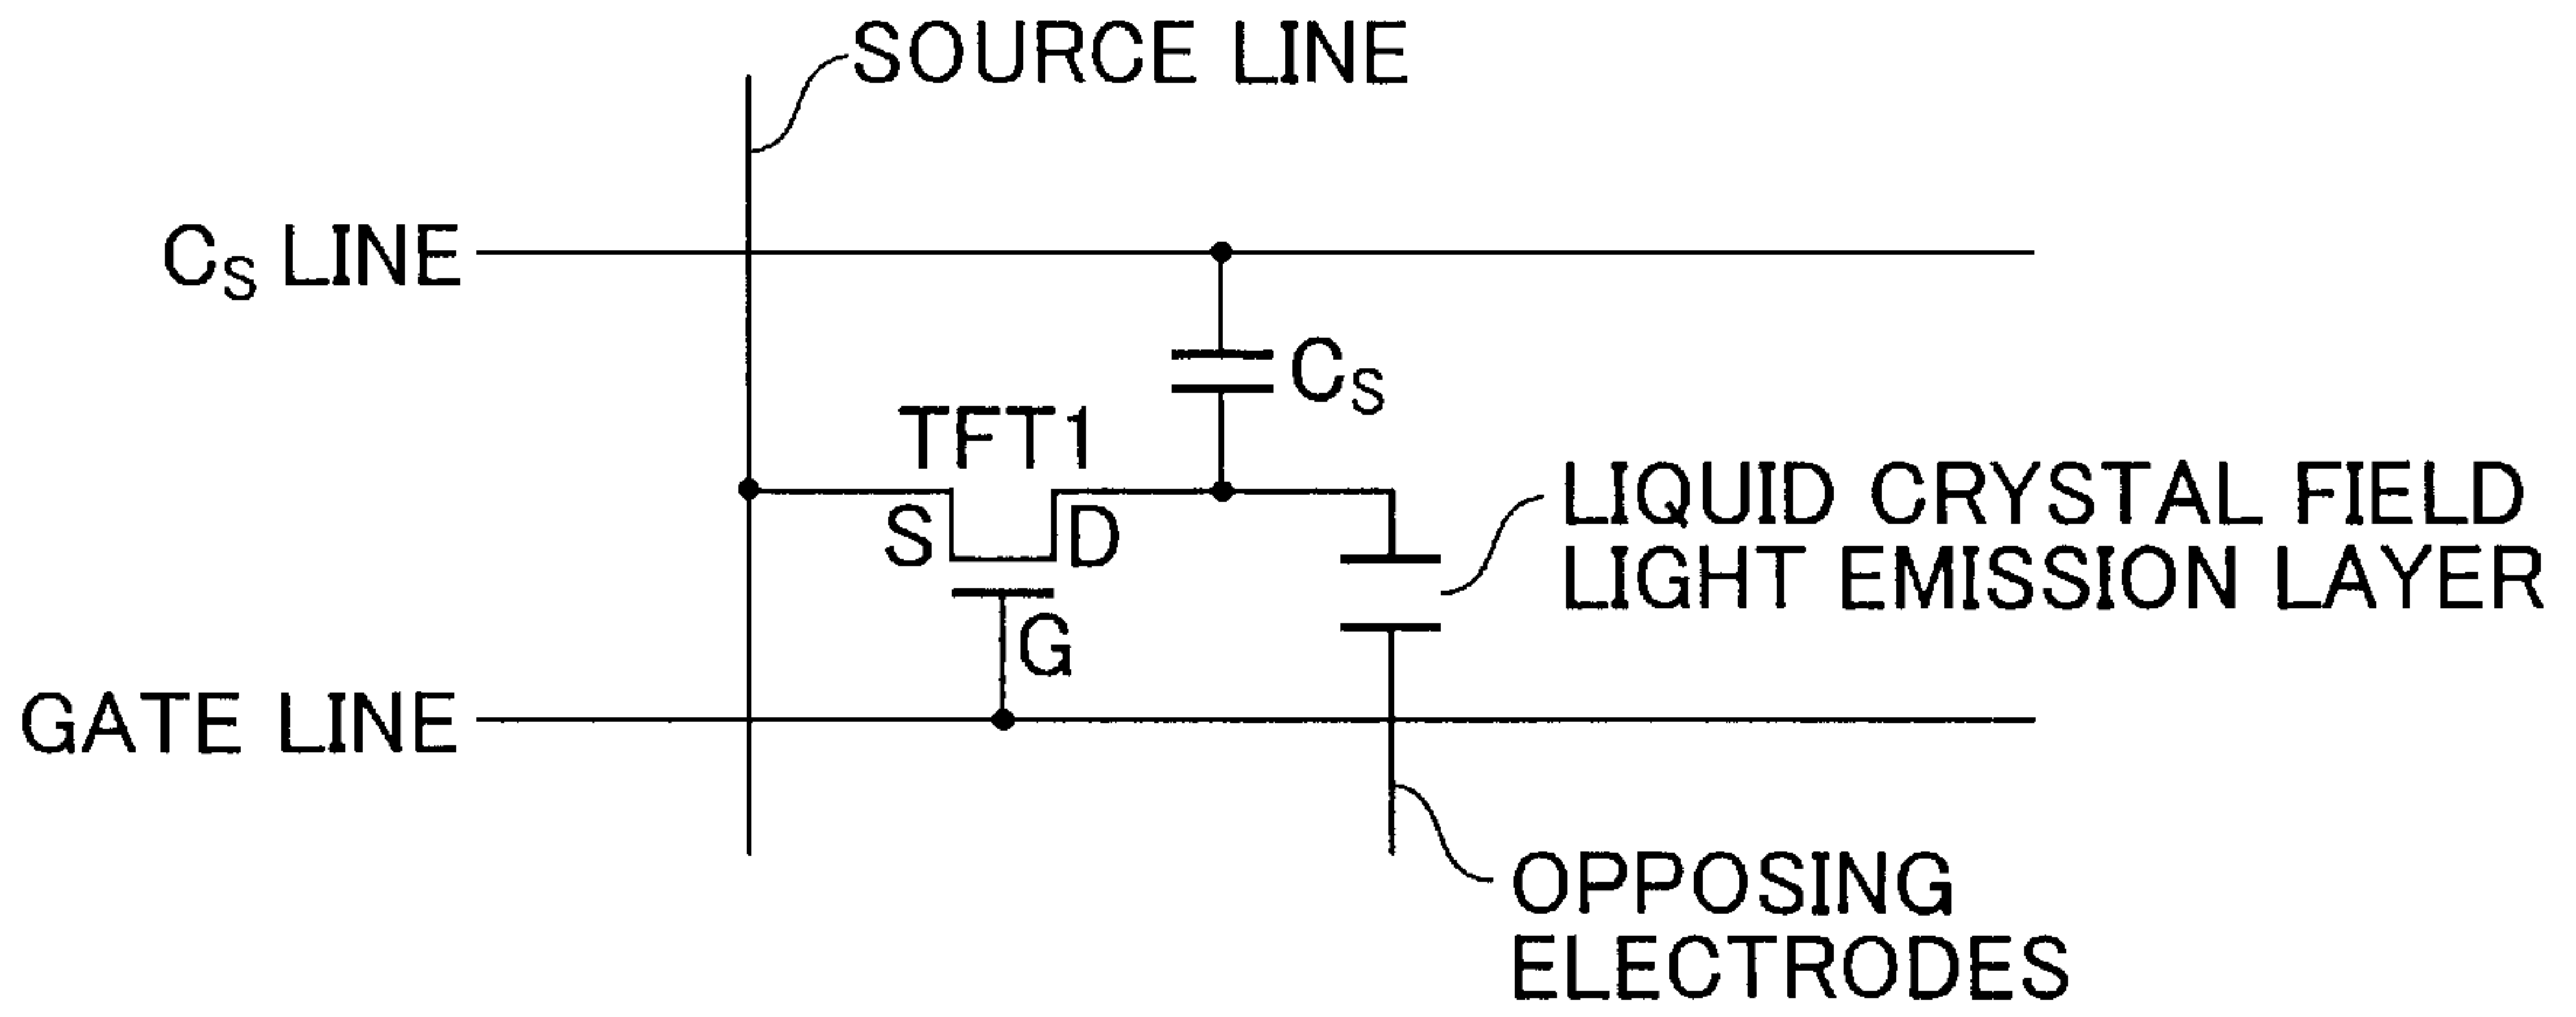 SOURCE LINE
CS LINE
CS
TFT1
S
D
LIQUID CRYSTAL FIELD
LIGHT EMISSION LAYER
G
GATE LINE
OPPOSING
ELECTRODES